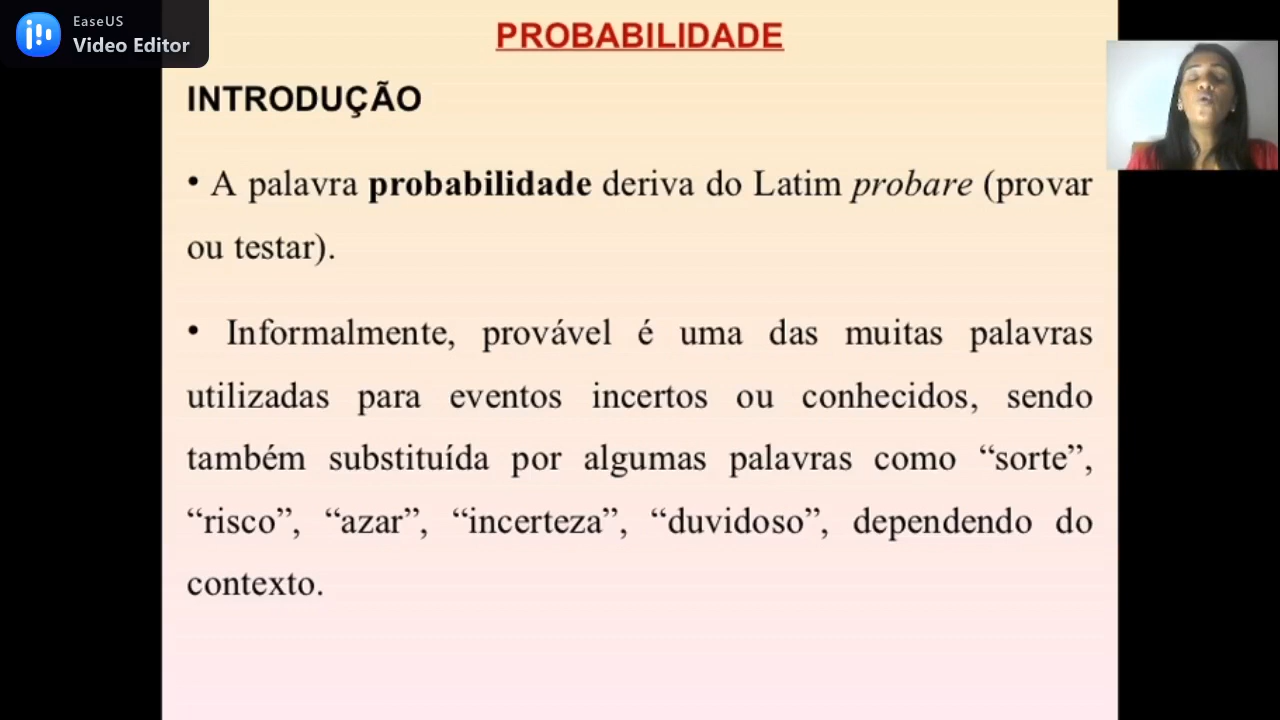 EaseUS
Video Editor
PROBABILIDADE
INTRODUÇÃO
• A palavra probabilidade deriva do Latim probare (provar
ou testar).
• Informalmente, provável é uma das muitas palavras
utilizadas para eventos incertos ou conhecidos, sendo
também substituída por algumas palavras como “sorte”,
“risco”, “azar”, “incerteza”, “duvidoso”, dependendo do
contexto.